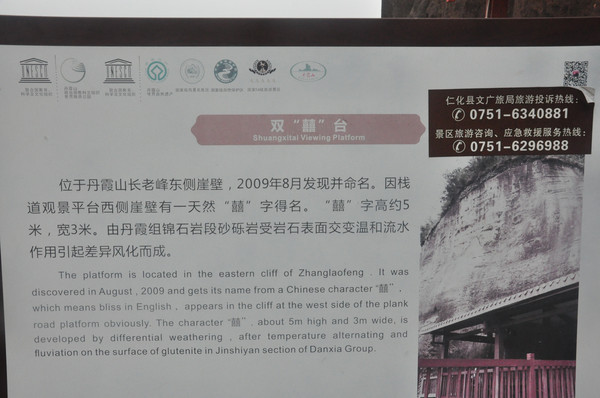 UNESCO
UNESCO
仁化县文广旅局旅游投诉热线:
0751-6340881
景区旅游咨询、应急救援服务热线:
0751-6296988
双“囍”台
Shuangxitai Viewing Platform
位于丹霞山长老峰东侧崖壁,2009年8月发现并命名。因栈
道观景平台西侧崖壁有一天然“囍”字得名。“囍”字高约5
米,宽3米。由丹霞组锦石岩段砂砾岩受岩石表面交变温和流水
作用引起差异风化而成。
The platform is located in the eastern cliff of Zhanglaofeng . It was
discovered in August , 2009 and gets its name from a Chinese character “囍”,
which means bliss in English , appears in the cliff at the west side of the plank
road platform obviously. The character “囍”, about 5m high and 3m wide, is
developed by differential weathering , after temperature alternating and
fluviation on the surface of glutenite in Jinshiyan section of Danxia Group.